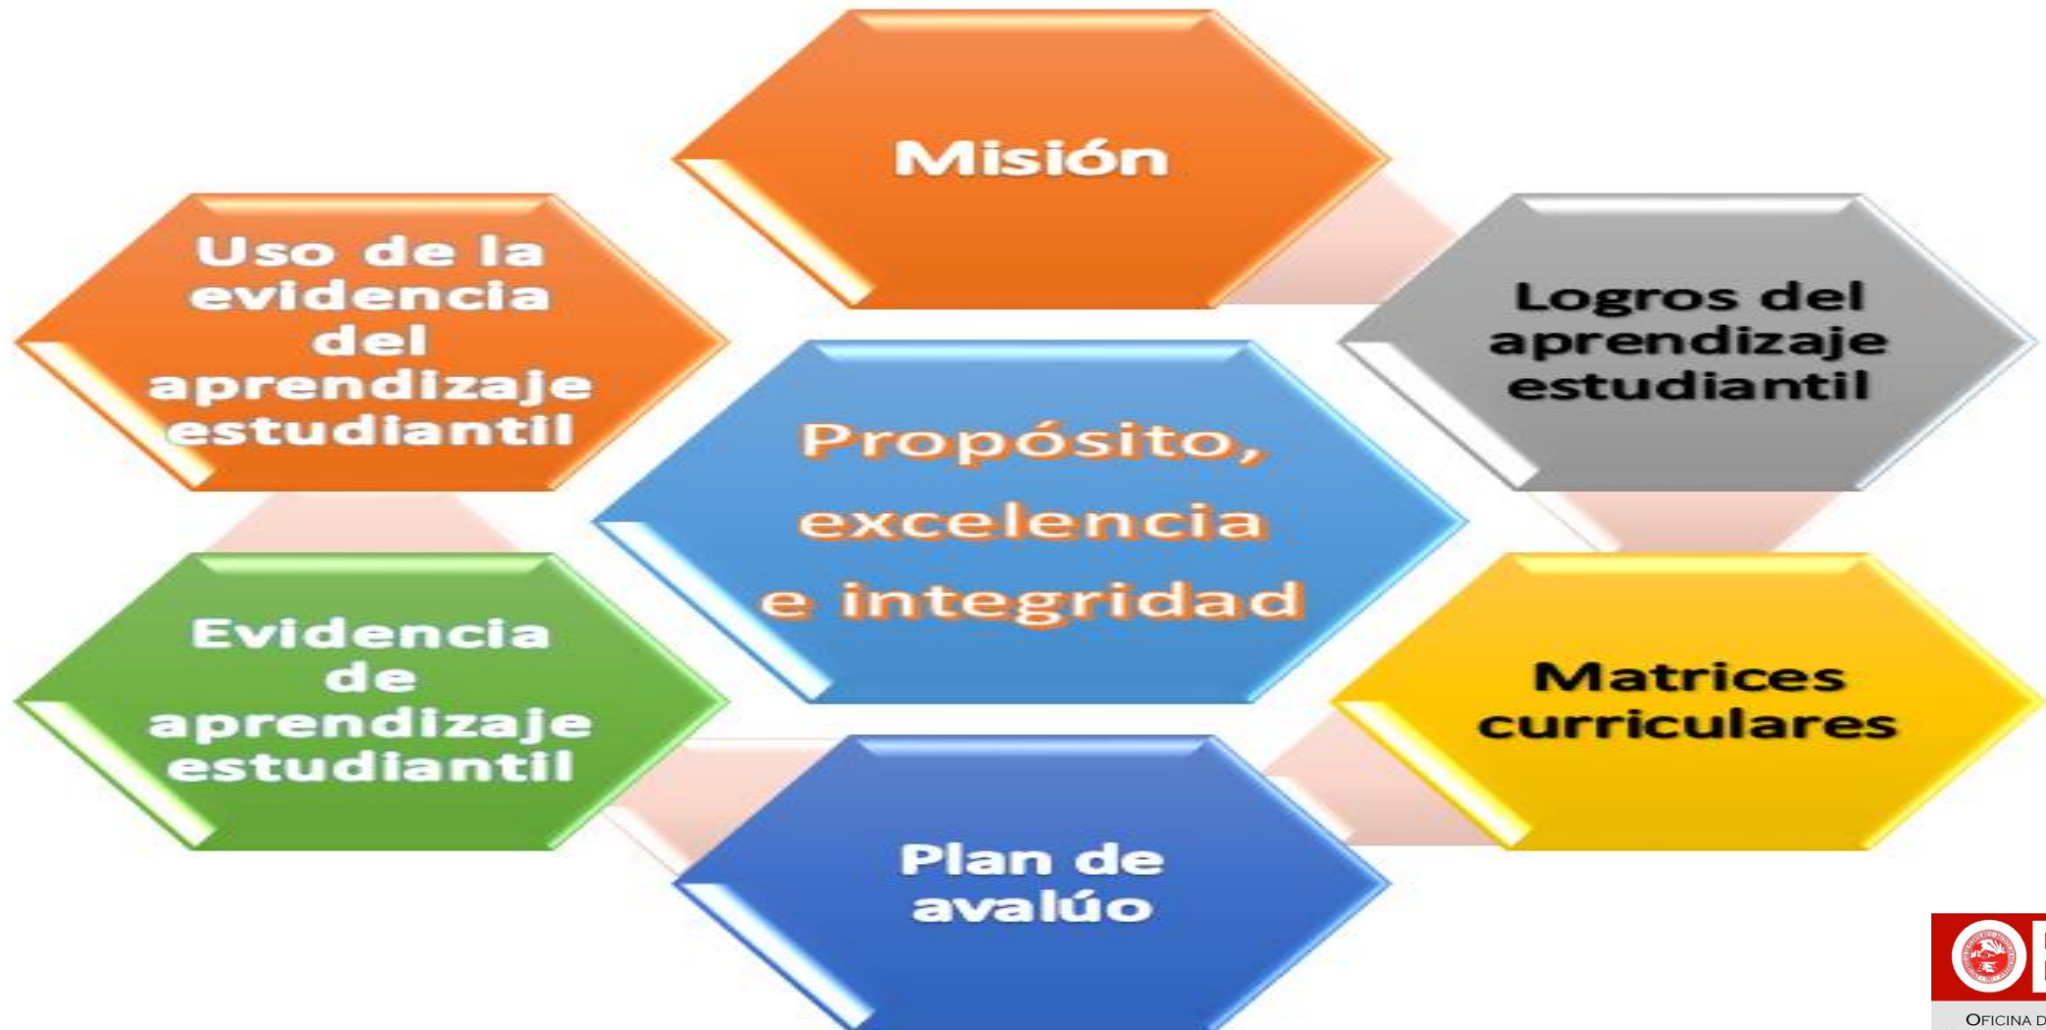 Misión
Logros del
aprendizaje
estudiantil
Matrices
curriculares
Plan de
avalúo
Evidencia
de
aprendizaje
estudiantil
Uso de la
evidencia
del
aprendizaje
estudiantil
Propósito,
excelencia
e integridad
OFICINA D